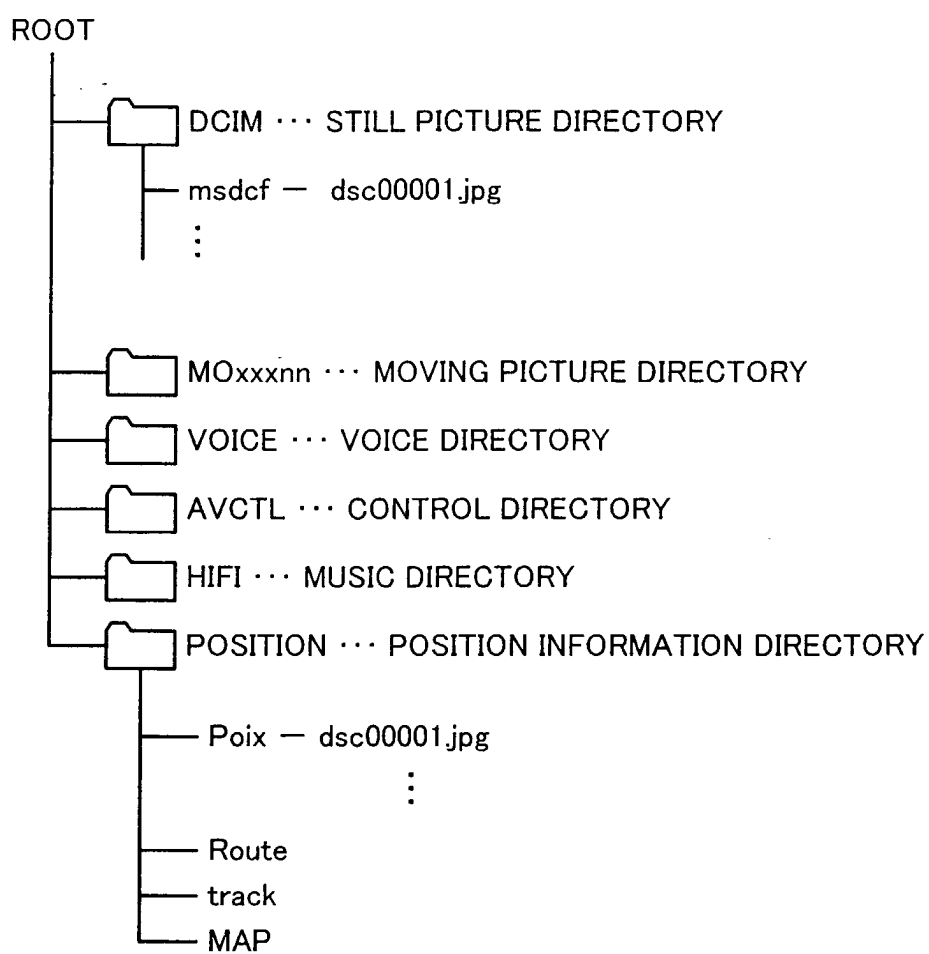 ROOT
DCIM ··· STILL PICTURE DIRECTORY
msdcf — dsc00001.jpg
⋮
MOxxxnn ··· MOVING PICTURE DIRECTORY
VOICE ··· VOICE DIRECTORY
AVCTL ··· CONTROL DIRECTORY
HIFI ··· MUSIC DIRECTORY
POSITION ··· POSITION INFORMATION DIRECTORY
Poix — dsc00001.jpg
⋮
Route
track
MAP